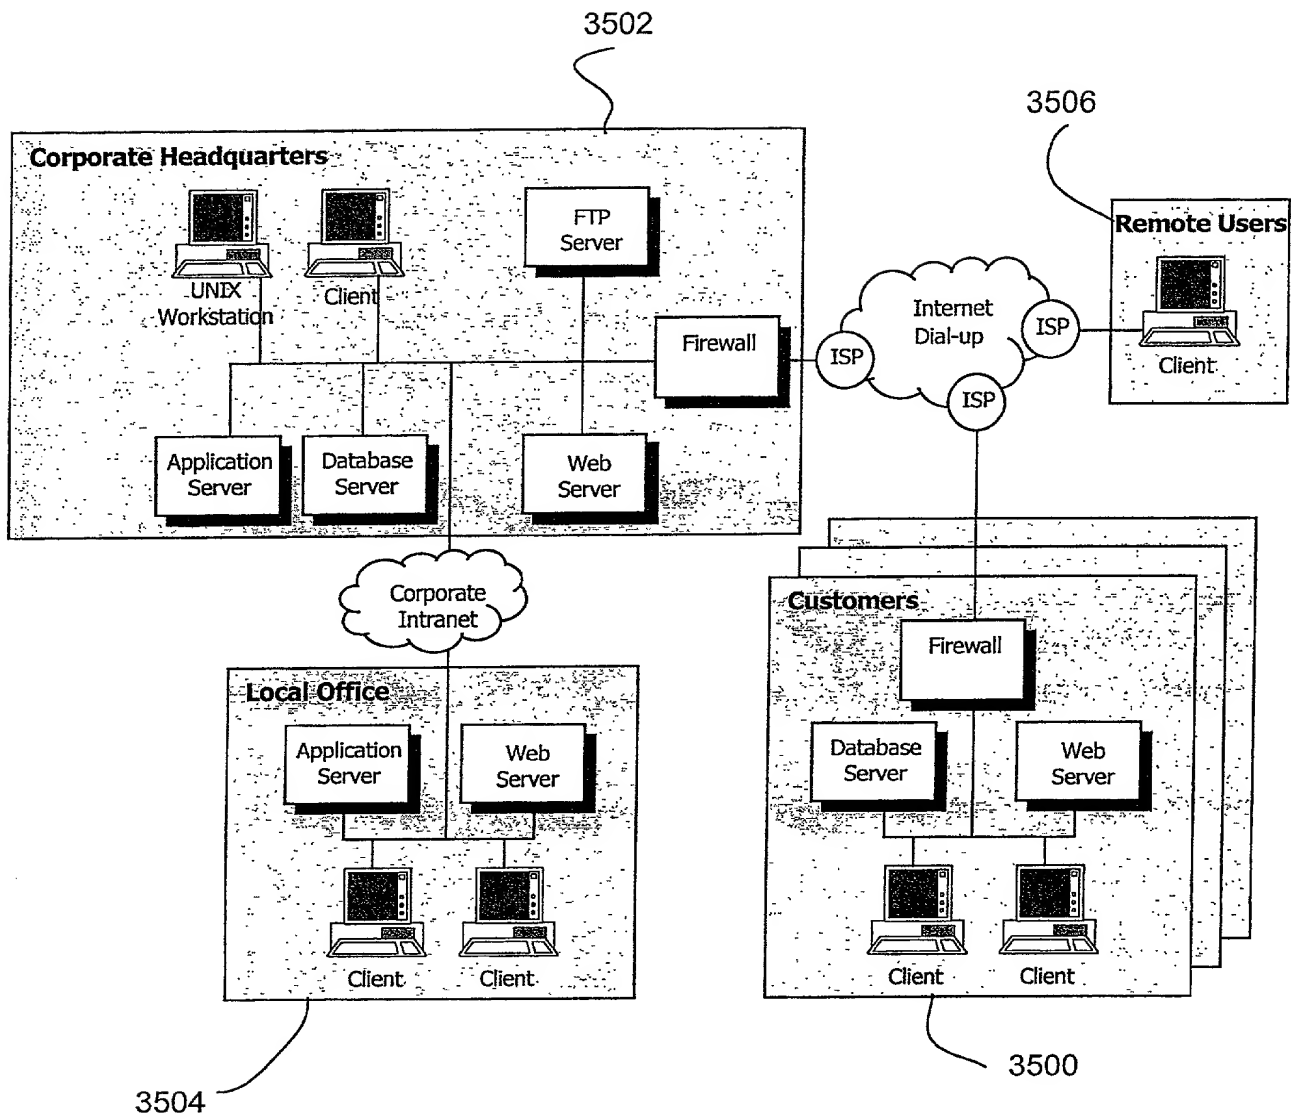 3502
3506
Corporate Headquarters
UNIX
Workstation
Client
FTP
Server
Firewall
Application
Server
Database
Server
Web
Server
Internet
Dial-up
ISP
ISP
ISP
Remote Users
Client
Corporate
Intranet
Local Office
Application
Server
Web
Server
Client
Client
3504
Customers
Firewall
Database
Server
Web
Server
Client
Client
3500